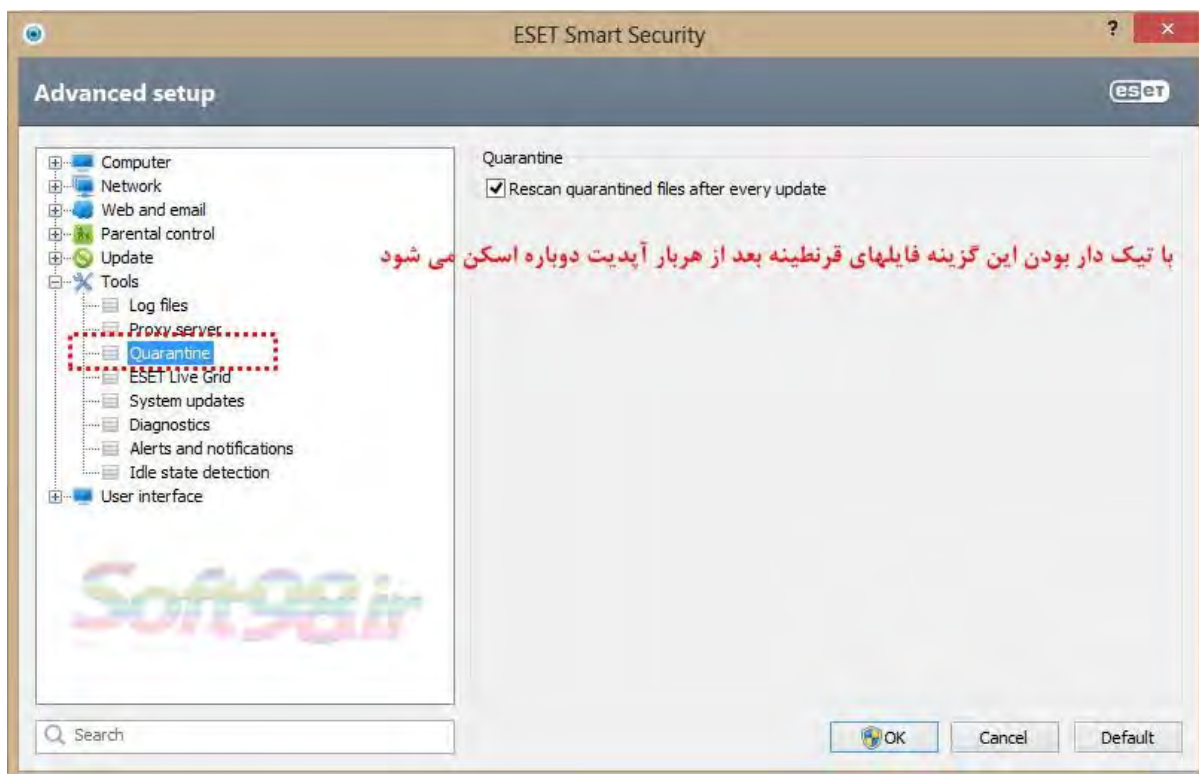 ESET Smart Security
?
Advanced setup
eseT
Computer
Network
Web and email
Parental control
Update
Tools
Log files
Proxy server
Quarantine
ESET Live Grid
System updates
Diagnostics
Alerts and notifications
Idle state detection
User interface
Quarantine
Rescan quarantined files after every update
با تیک دار بودن این گزینه فایلهای قرنطینه بعد از هربار آپدیت دوباره اسکن می شود
Soft98.ir
Search
OK
Cancel
Default